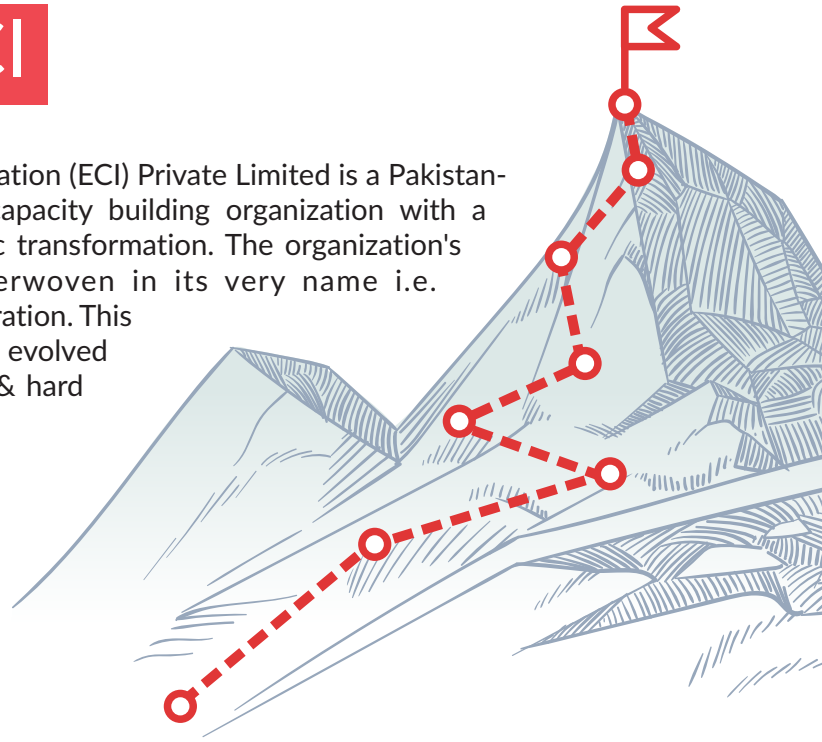 CI
ation (ECI) Private Limited is a Pakistan-
capacity building organization with a
c transformation. The organization's
erwoven in its very name i.e.
ration. This
evolved
& hard